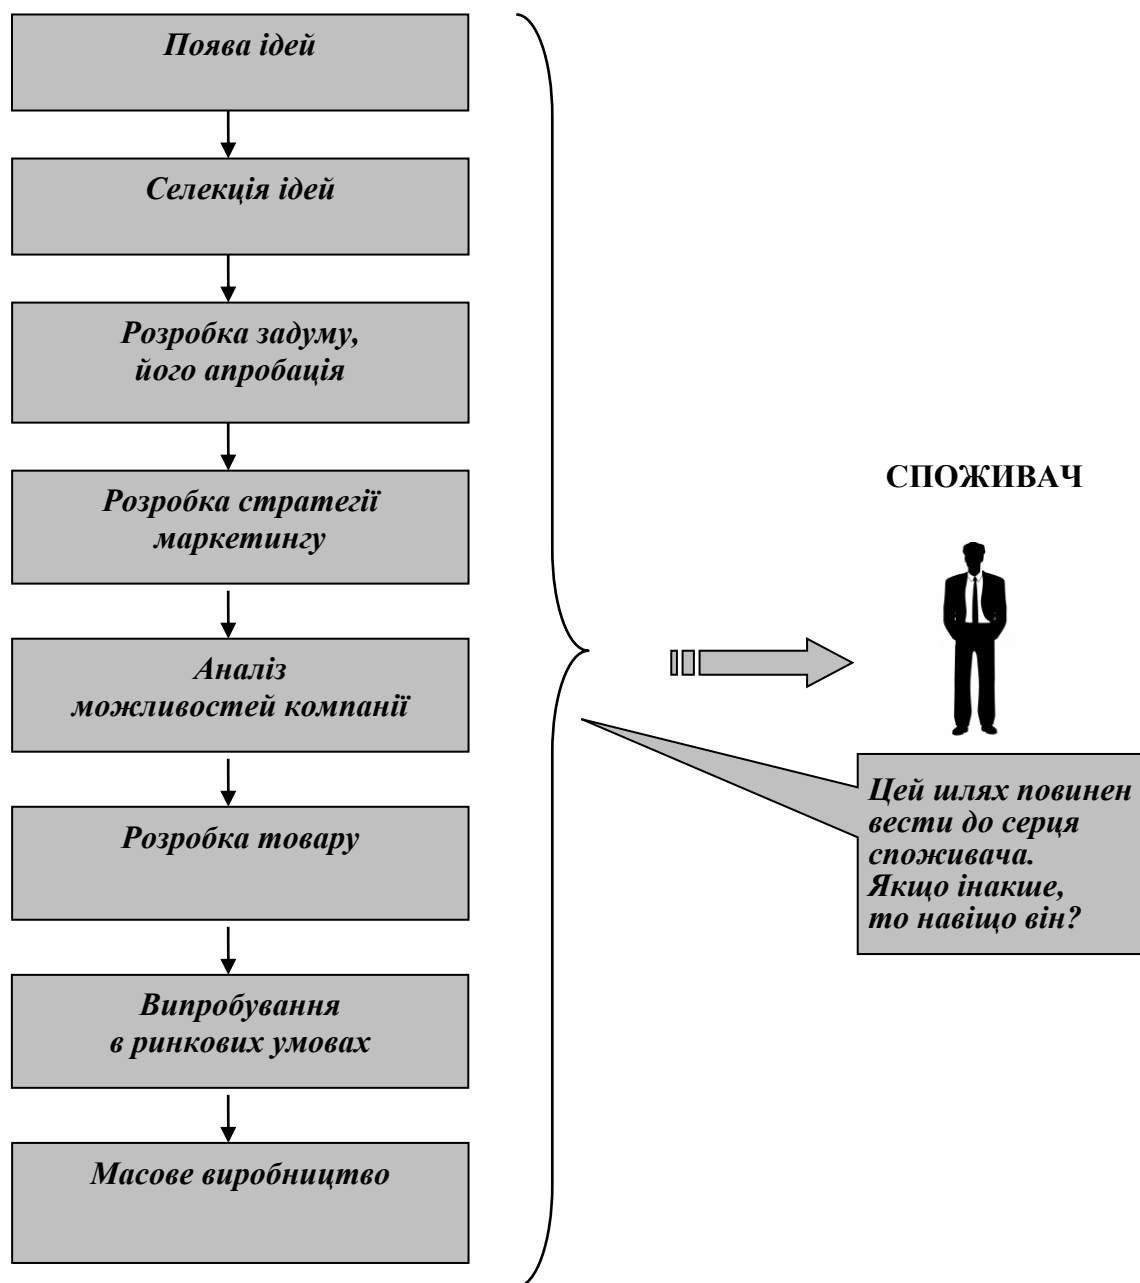 Поява ідей
Селекція ідей
Розробка задуму,
його апробація
Розробка стратегії
маркетингу
Аналіз
можливостей компанії
Розробка товару
Випробування
в ринкових умовах
Масове виробництво
СПОЖИВАЧ
Цей шлях повинен
вести до серця
споживача.
Якщо інакше,
то навіщо він?